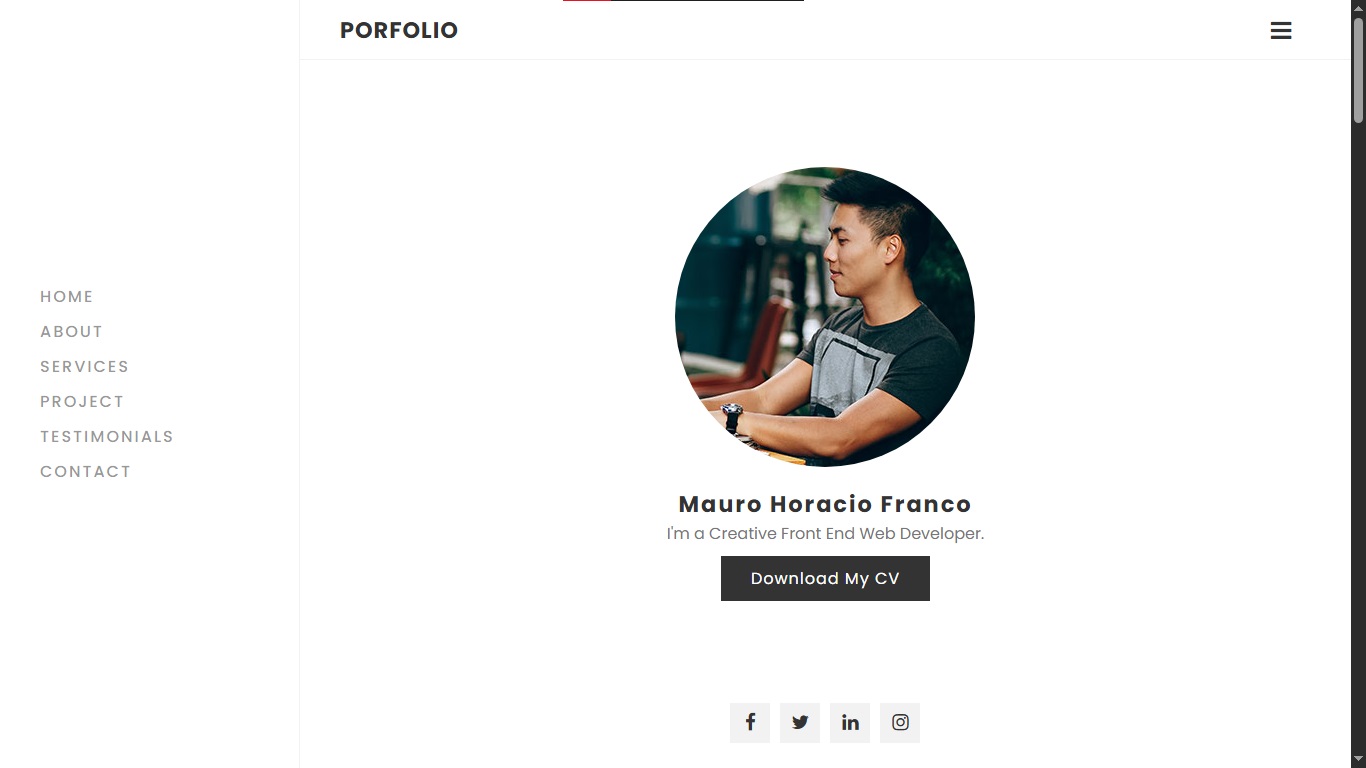 PORFOLIO
HOME
ABOUT
SERVICES
PROJECT
TESTIMONIALS
CONTACT
Mauro Horacio Franco
I'm a Creative Front End Web Developer.
Download My CV